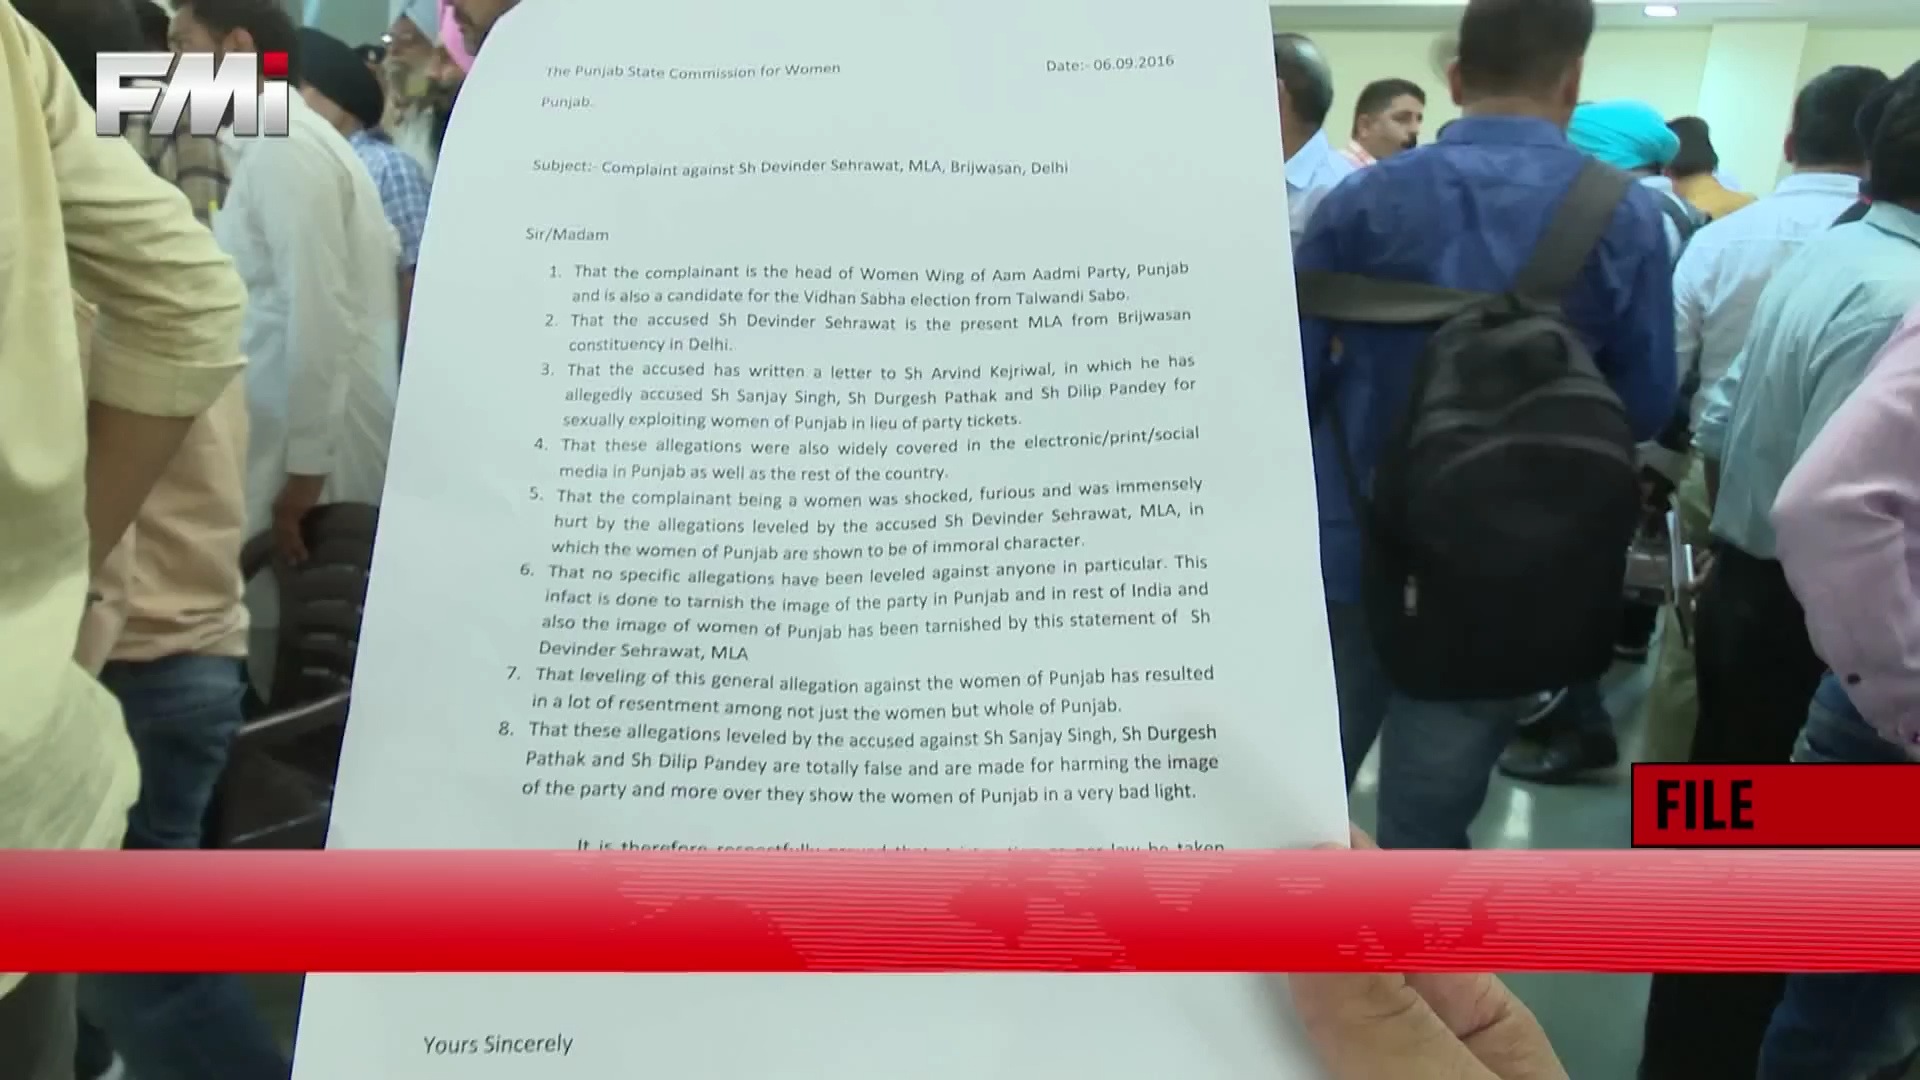 FMi
The Punjab State Commission for Women
Date:- 06.09.2016
Punjab.
Subject:- Complaint against Sh Devinder Sehrawat, MLA, Brijwasan, Delhi
Sir/Madam
1. That the complainant is the head of Women Wing of Aam Aadmi Party, Punjab
and is also a candidate for the Vidhan Sabha election from Talwandi Sabo.
2. That the accused Sh Devinder Sehrawat is the present MLA from Brijwasan
constituency in Delhi.
3. That the accused has written a letter to Sh Arvind Kejriwal, in which he has
allegedly accused Sh Sanjay Singh, Sh Durgesh Pathak and Sh Dilip Pandey for
sexually exploiting women of Punjab in lieu of party tickets.
4. That these allegations were also widely covered in the electronic/print/social
media in Punjab as well as the rest of the country.
5. That the complainant being a women was shocked, furious and was immensely
hurt by the allegations leveled by the accused Sh Devinder Sehrawat, MLA, in
which the women of Punjab are shown to be of immoral character.
6. That no specific allegations have been leveled against anyone in particular. This
infact is done to tarnish the image of the party in Punjab and in rest of India and
also the image of women of Punjab has been tarnished by this statement of Sh
Devinder Sehrawat, MLA
7. That leveling of this general allegation against the women of Punjab has resulted
in a lot of resentment among not just the women but whole of Punjab.
8. That these allegations leveled by the accused against Sh Sanjay Singh, Sh Durgesh
Pathak and Sh Dilip Pandey are totally false and are made for harming the image
of the party and more over they show the women of Punjab in a very bad light.
It is therefore respectfully law be taken
FILE
Yours Sincerely